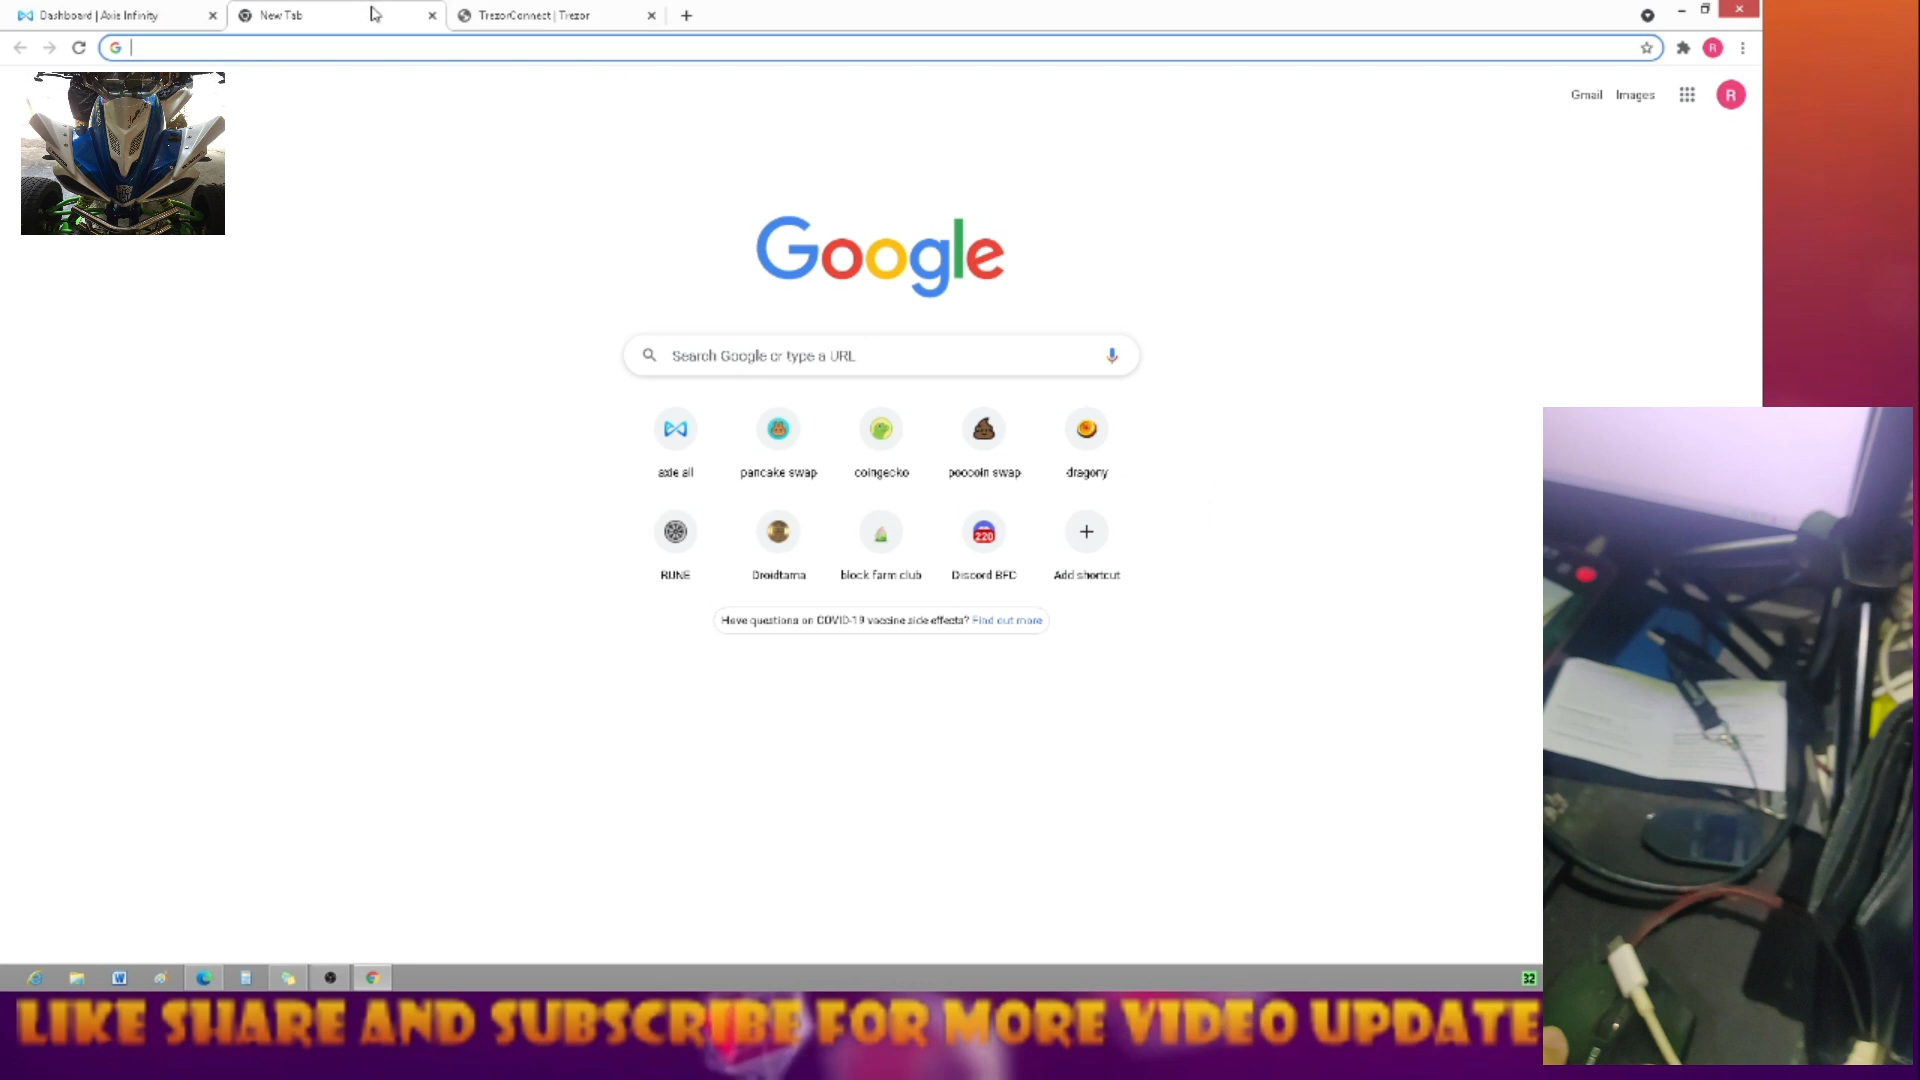 Dashboard | Axie Infinity
New Tab
TrezorConnect | Trezor
R
Gmail
Images
R
Google
Search Google or type a URL
axie all
pancake swap
coingecko
poocoin swap
dragony
220
RUNE
Droidtama
block farm club
Discord BFC
Add shortcut
Have questions on COVID-19 vaccine side effects? Find out more
32
LIKE SHARE AND SUBSCRIBE FOR MORE VIDEO UPDATE